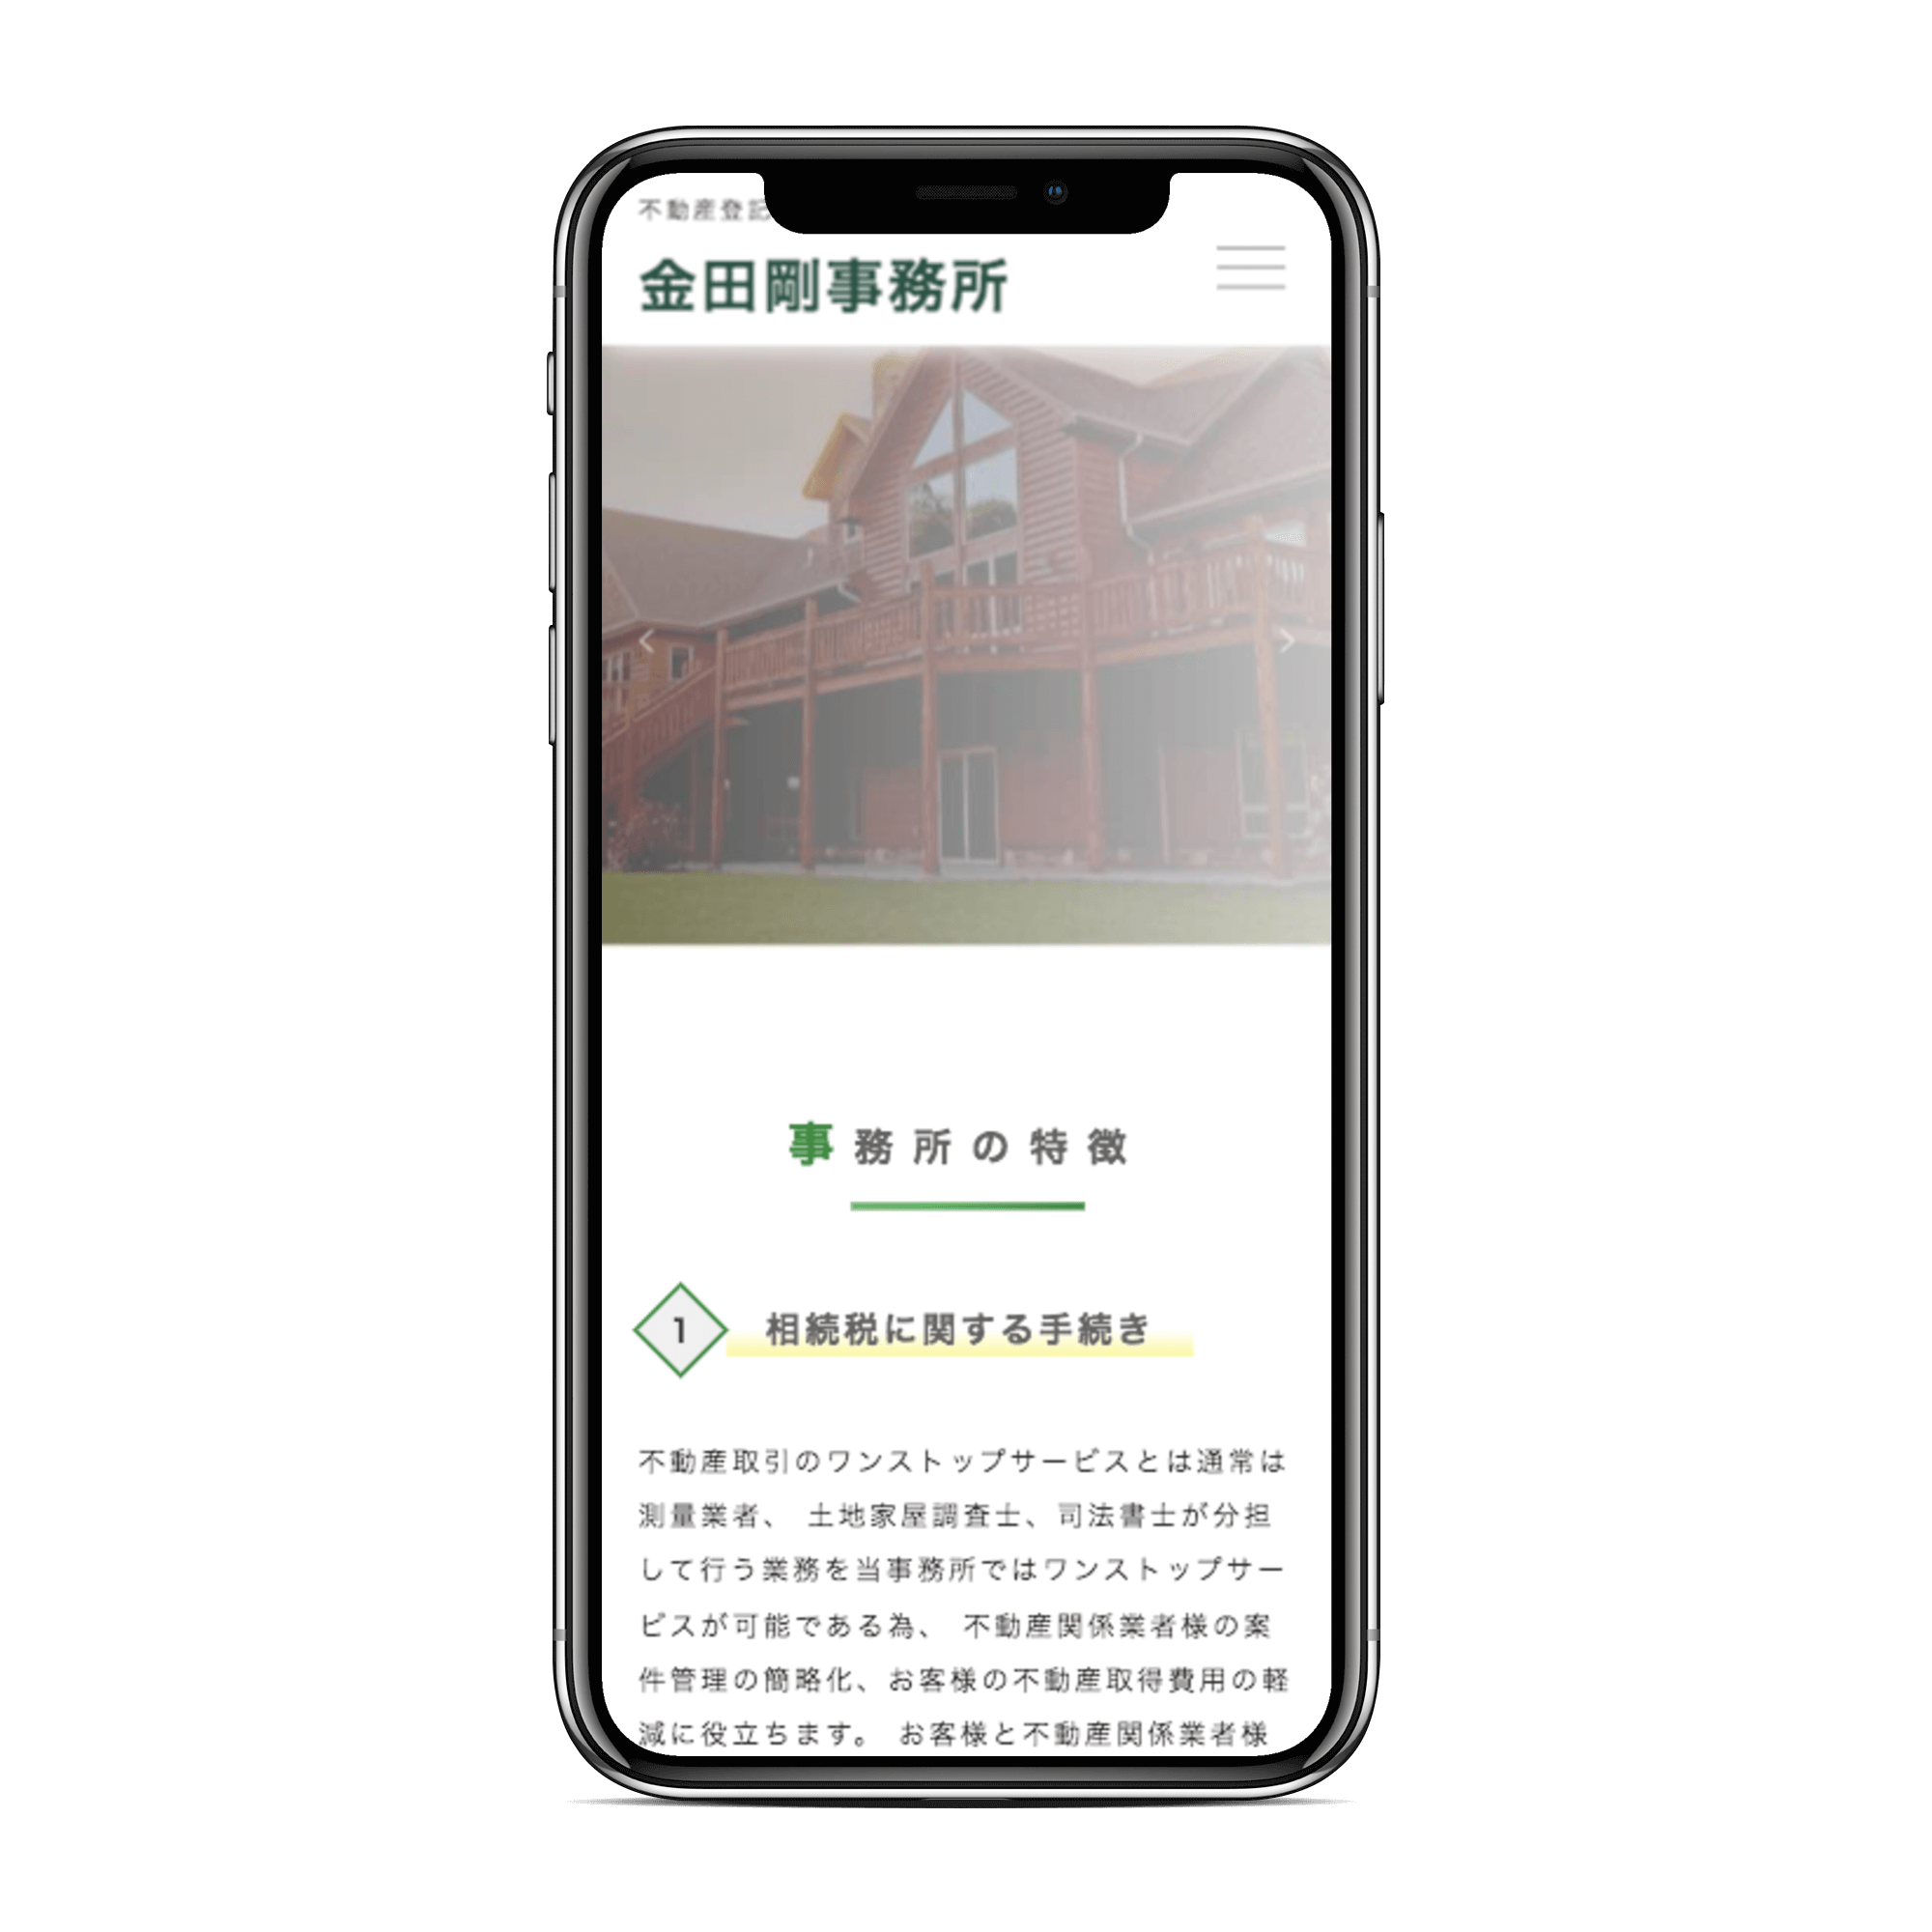 不動産登記
金田剛事務所
事務所の特徴
1 相続税に関する手続き
不動産取引のワンストップサービスとは通常は
測量業者、 土地家屋調査士、司法書士が分担
して行う業務を当事務所ではワンストップサー
ビスが可能である為、 不動産関係業者様の案
件管理の簡略化、お客様の不動産取得費用の軽
減に役立ちます。 お客様と不動産関係業者様